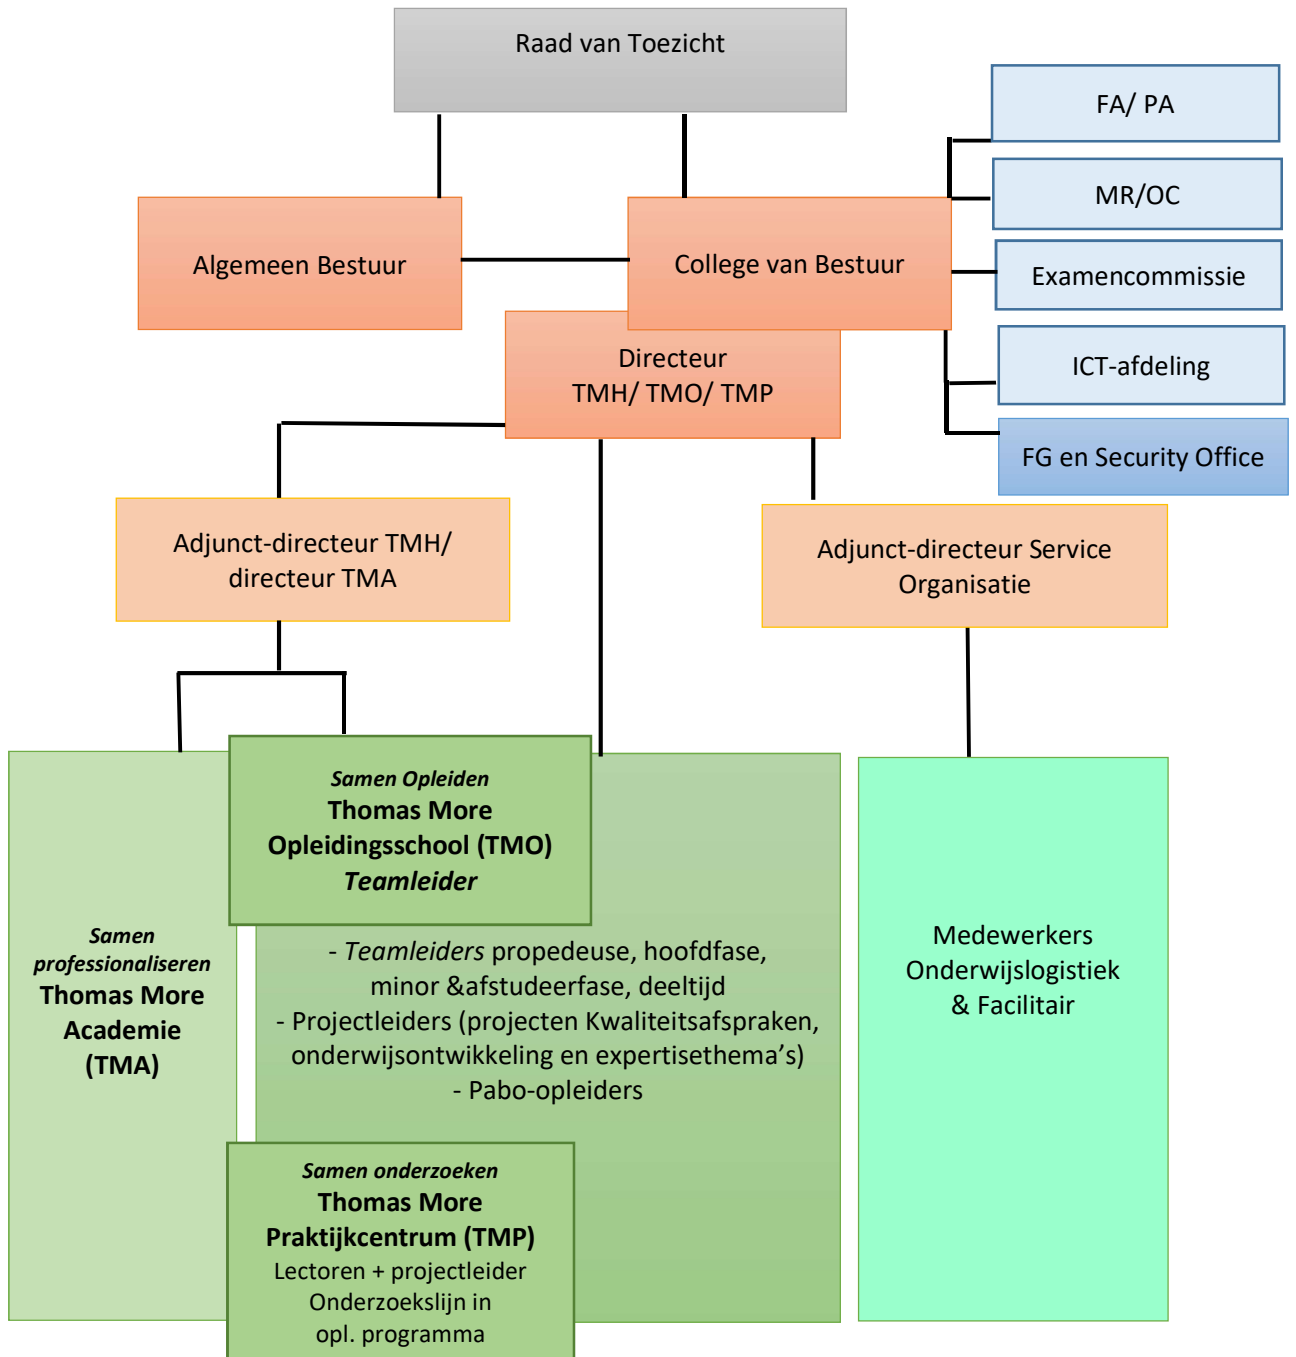 Raad van Toezicht
FA/ PA
MR/OC
Algemeen Bestuur
College van Bestuur
Examencommissie
Directeur
TMH/ TMO/ TMP
ICT-afdeling
FG en Security Office
Adjunct-directeur TMH/
directeur TMA
Adjunct-directeur Service
Organisatie
Samen Opleiden
Thomas More
Opleidingsschool (TMO)
Teamleider
Samen
professionaliseren
Thomas More
Academie
(TMA)
- Teamleiders propedeuse, hoofdfase,
minor &afstudeerfase, deeltijd
- Projectleiders (projecten Kwaliteitsafspraken,
onderwijsontwikkeling en expertisethema’s)
- Pabo-opleiders
Medewerkers
Onderwijslogistiek
& Facilitair
Samen onderzoeken
Thomas More
Praktijkcentrum (TMP)
Lectoren + projectleider
Onderzoekslijn in
opl. programma